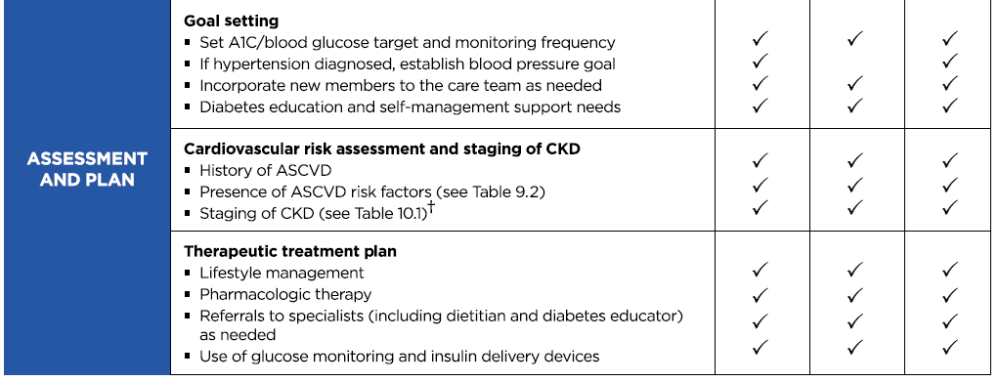 ASSESSMENT
AND PLAN
Goal setting
▪ Set A1C/blood glucose target and monitoring frequency ✓ ✓ ✓
▪ If hypertension diagnosed, establish blood pressure goal ✓ ✓
▪ Incorporate new members to the care team as needed ✓ ✓ ✓
▪ Diabetes education and self-management support needs ✓ ✓ ✓
Cardiovascular risk assessment and staging of CKD
▪ History of ASCVD ✓ ✓ ✓
▪ Presence of ASCVD risk factors (see Table 9.2) ✓ ✓ ✓
▪ Staging of CKD (see Table 10.1)† ✓ ✓ ✓
Therapeutic treatment plan
▪ Lifestyle management ✓ ✓ ✓
▪ Pharmacologic therapy ✓ ✓ ✓
▪ Referrals to specialists (including dietitian and diabetes educator) ✓ ✓ ✓
as needed
▪ Use of glucose monitoring and insulin delivery devices ✓ ✓ ✓